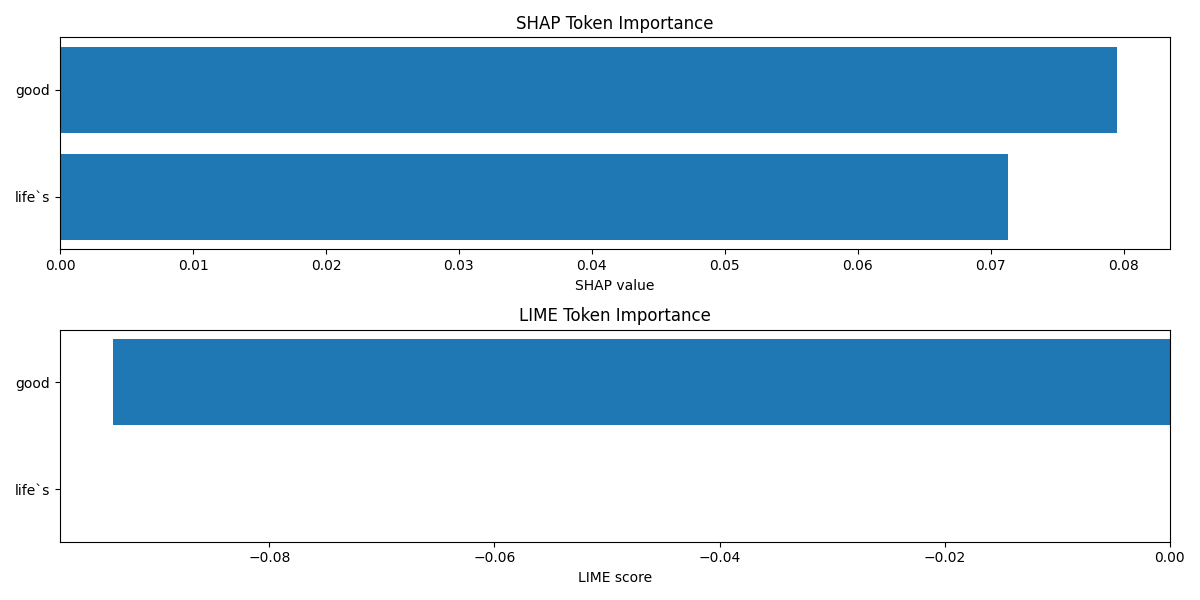 SHAP Token Importance
good
life`s
0.00 0.01 0.02 0.03 0.04 0.05 0.06 0.07 0.08
SHAP value
LIME Token Importance
good
life`s
−0.08 −0.06 −0.04 −0.02 0.00
LIME score